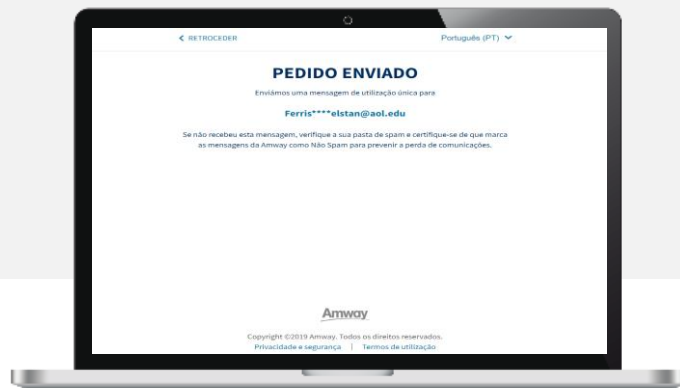 RETROCEDER
Português (PT)
PEDIDO ENVIADO
Enviámos uma mensagem de utilização única para
Ferris****elstan@aol.edu
Se não recebeu esta mensagem, verifique a sua pasta de spam e certifique-se de que marca
as mensagens da Amway como Não Spam para prevenir a perda de comunicações.
Amway
Copyright ©2019 Amway. Todos os direitos reservados.
Privacidade e segurança | Termos de utilização